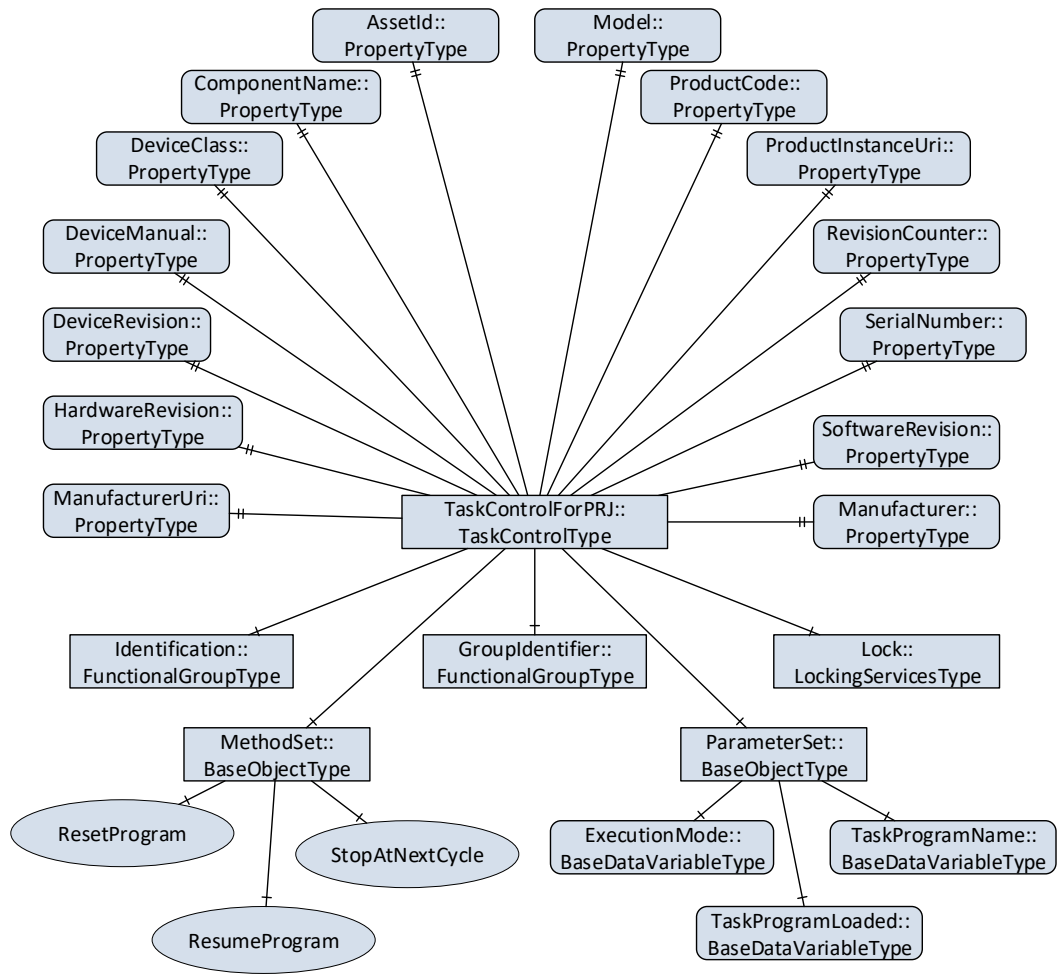 AssetId::
PropertyType
Model::
PropertyType
ComponentName::
PropertyType
ProductCode::
PropertyType
DeviceClass::
PropertyType
ProductInstanceUri::
PropertyType
DeviceManual::
PropertyType
RevisionCounter::
PropertyType
DeviceRevision::
PropertyType
SerialNumber::
PropertyType
HardwareRevision::
PropertyType
SoftwareRevision::
PropertyType
ManufacturerUri::
PropertyType
TaskControlForPRJ::
TaskControlType
Manufacturer::
PropertyType
Identification::
FunctionalGroupType
GroupIdentifier::
FunctionalGroupType
Lock::
LockingServicesType
MethodSet::
BaseObjectType
ParameterSet::
BaseObjectType
ResetProgram
StopAtNextCycle
ExecutionMode::
BaseDataVariableType
TaskProgramName::
BaseDataVariableType
ResumeProgram
TaskProgramLoaded::
BaseDataVariableType